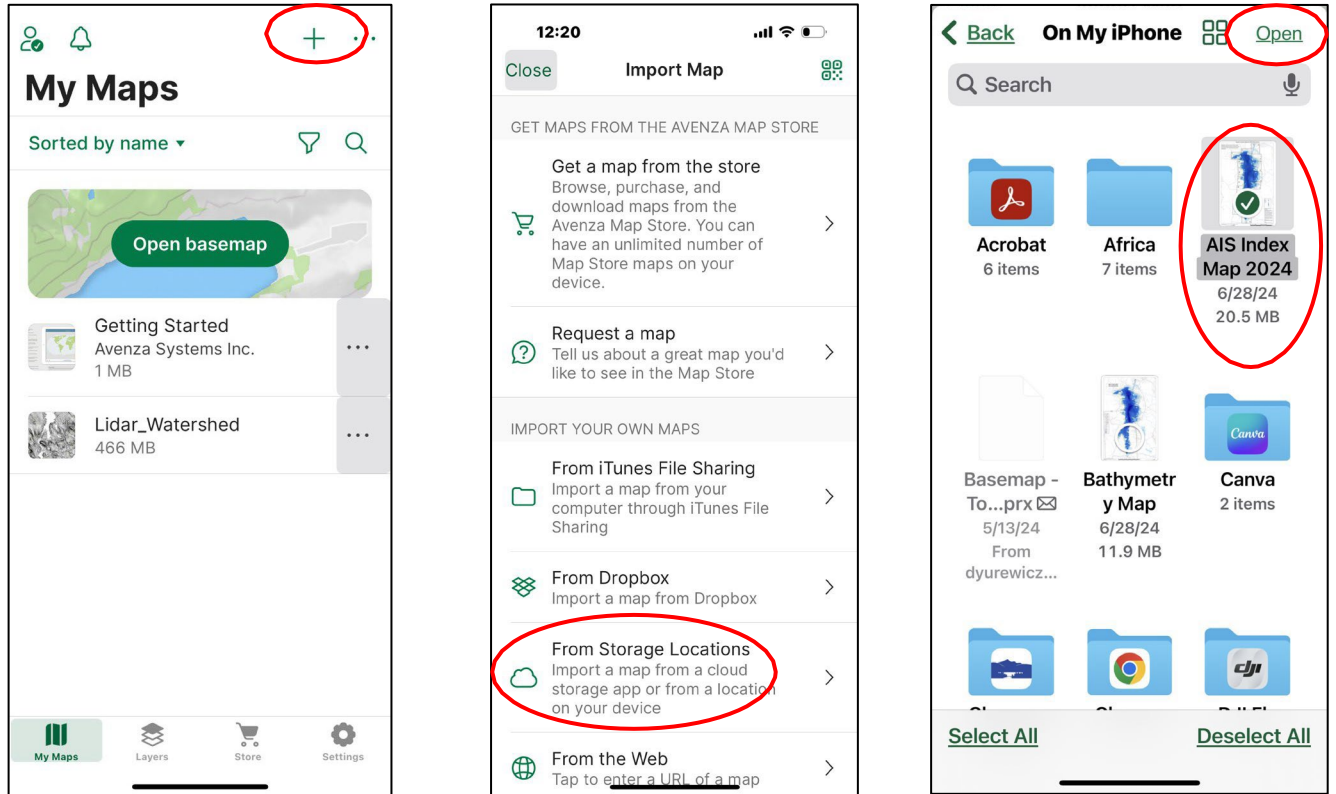 My Maps
Sorted by name
Open basemap
Getting Started
Avenza Systems Inc.
1 MB
Lidar_Watershed
466 MB
My Maps
Layers
Store
Settings
12:20
Close
Import Map
GET MAPS FROM THE AVENZA MAP STORE
Get a map from the store
Browse, purchase, and
download maps from the
Avenza Map Store. You can
have an unlimited number of
Map Store maps on your
device.
Request a map
Tell us about a great map you'd
like to see in the Map Store
IMPORT YOUR OWN MAPS
From iTunes File Sharing
Import a map from your
computer through iTunes File
Sharing
From Dropbox
Import a map from Dropbox
From Storage Locations
Import a map from a cloud
storage app or from a location
on your device
From the Web
Tap to enter a URL of a map
Back
On My iPhone
Open
Search
Acrobat
6 items
Africa
7 items
AIS Index
Map 2024
6/28/24
20.5 MB
Basemap -
To...prx
5/13/24
From
dyurewicz...
Bathymetr
y Map
6/28/24
11.9 MB
Canva
Canva
2 items
dji
Select All
Deselect All